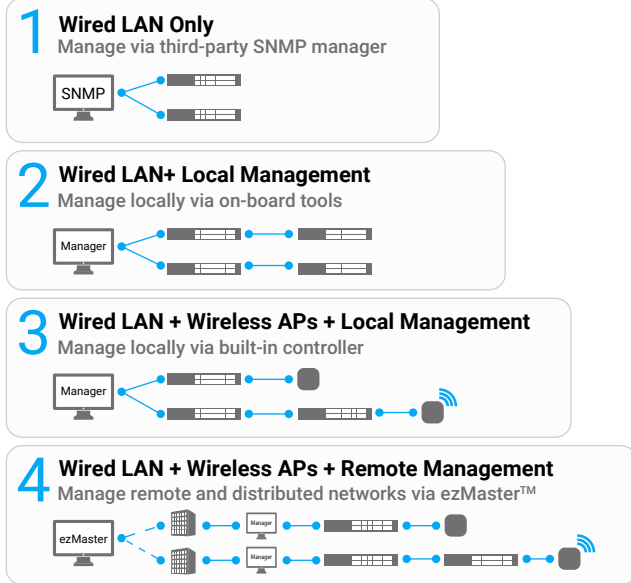 1 Wired LAN Only
Manage via third-party SNMP manager
SNMP
2 Wired LAN+ Local Management
Manage locally via on-board tools
Manager
3 Wired LAN + Wireless APs + Local Management
Manage locally via built-in controller
Manager
4 Wired LAN + Wireless APs + Remote Management
Manage remote and distributed networks via ezMaster™
Manager
ezMaster
Manager